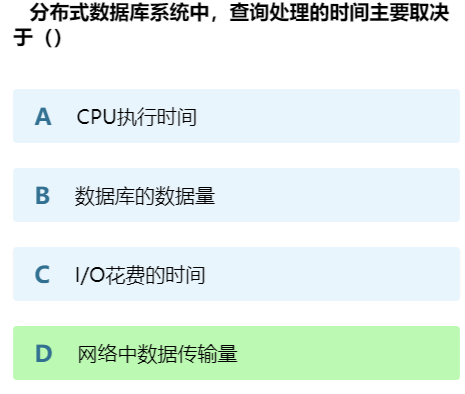 分布式数据库系统中，查询处理的时间主要取决
于（）
A CPU执行时间
B 数据库的数据量
C I/O花费的时间
D 网络中数据传输量